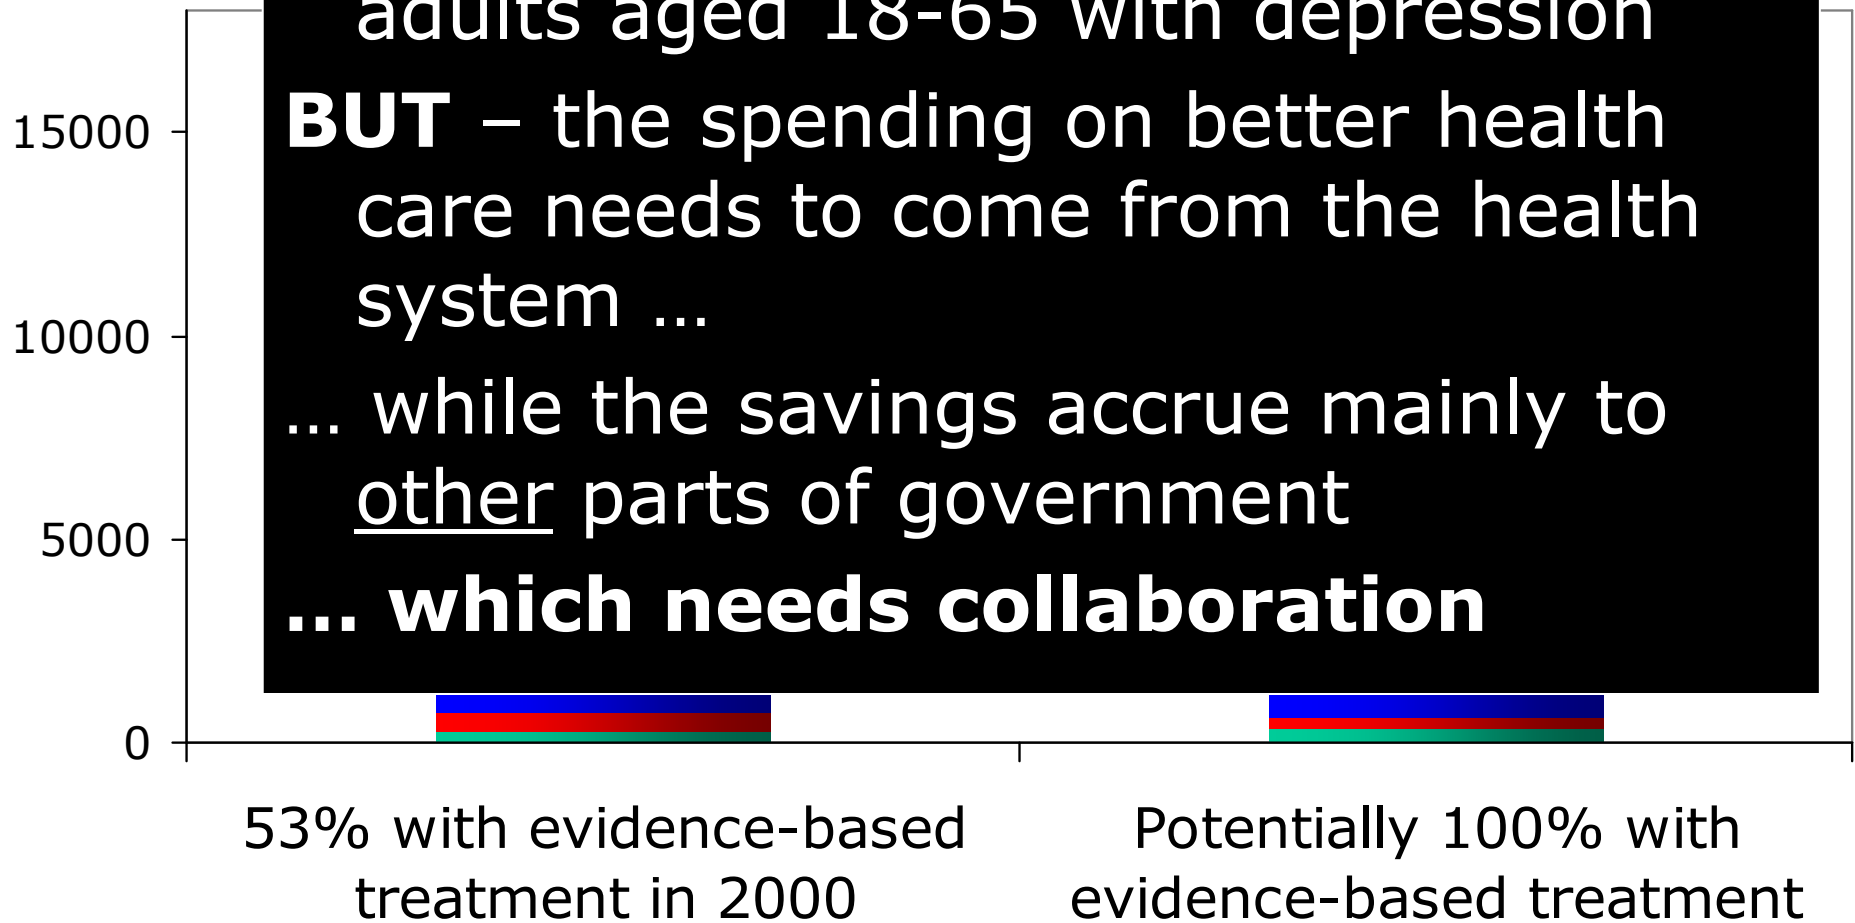 adults aged 18-65 with depression
BUT – the spending on better health
care needs to come from the health
system …
… while the savings accrue mainly to
other parts of government
… which needs collaboration
15000
10000
5000
0
53% with evidence-based
treatment in 2000
Potentially 100% with
evidence-based treatment